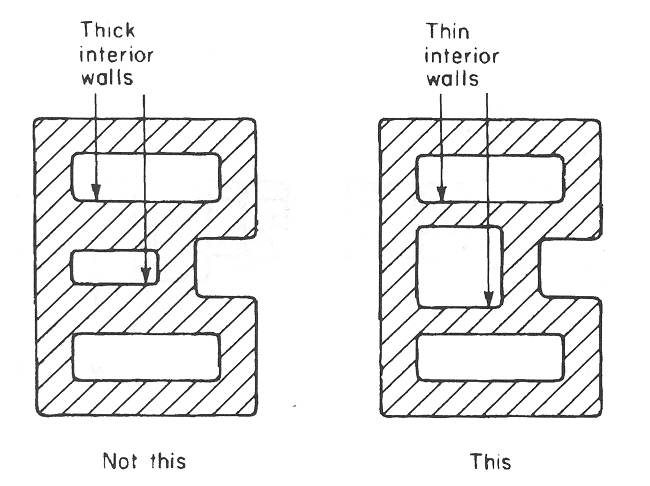 Thick
interior
walls
Thin
interior
walls
Not this
This